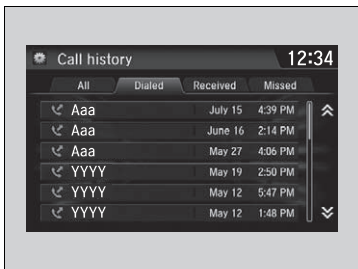 Call history 12:34
All Dialed Received Missed
Aaa July 15 4:39 PM
Aaa June 16 2:14 PM
Aaa May 27 4:06 PM
YYYY May 19 2:50 PM
YYYY May 12 5:47 PM
YYYY May 12 1:48 PM